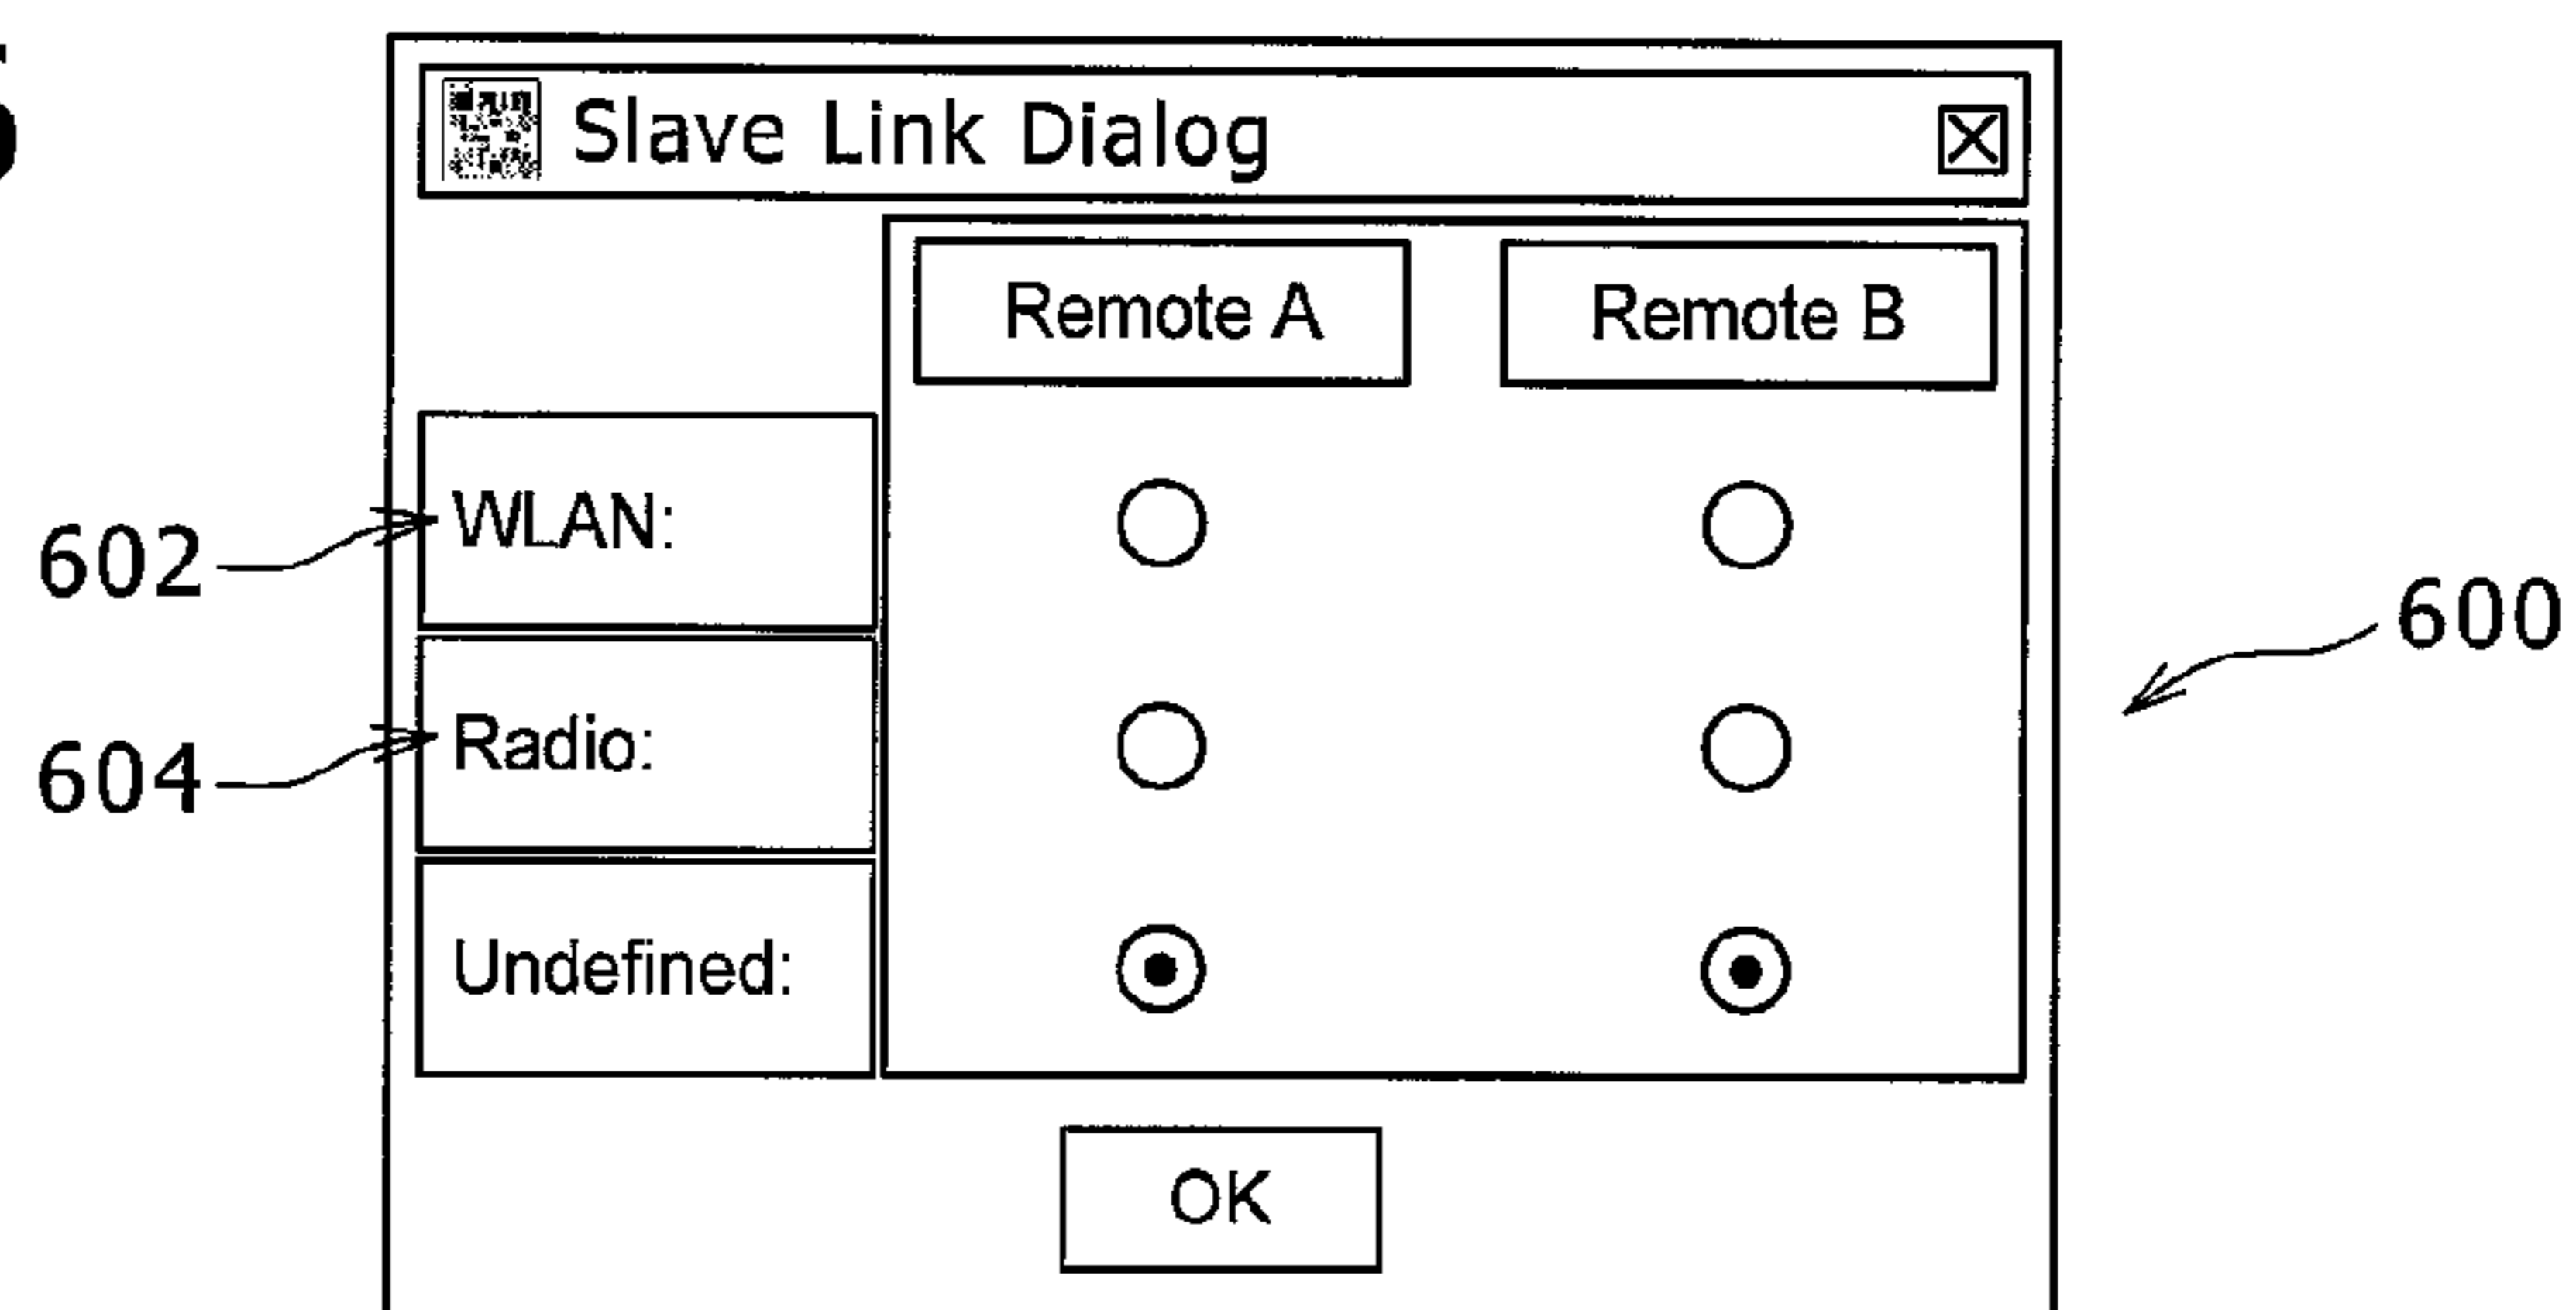 Slave Link Dialog
Remote A Remote B
602 WLAN:
600
604 Radio:
Undefined:
OK